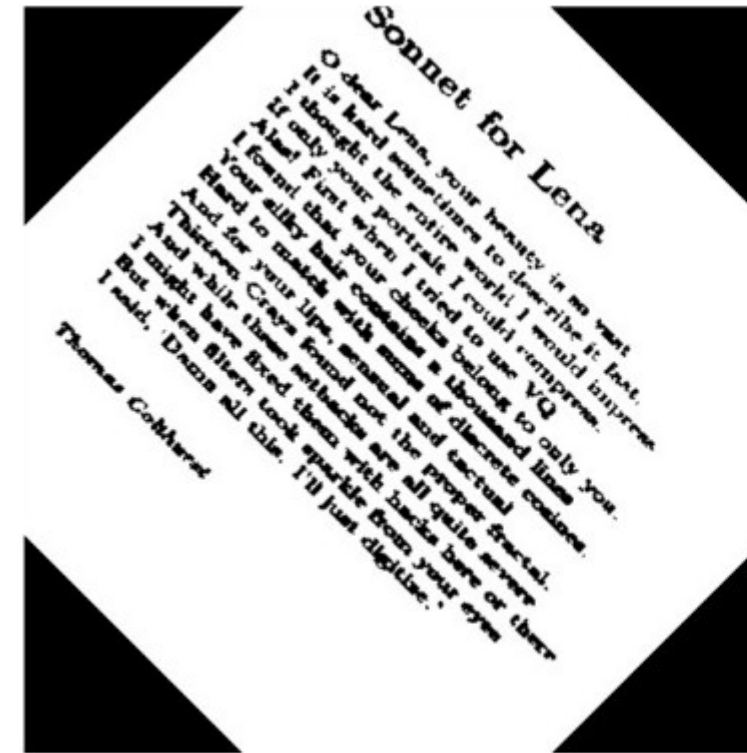 Sonnet for Lena
O dear Lena, your beauty is so vast
It is hard sometimes to describe it fast.
I thought the entire world I would impress
If only your portrait I could compress.
Alas! First when I tried to use VQ
I found that your cheeks belong to only you.
Your silky hair contains a thousand lines
Hard to match with sums of discrete cosines.
And for your lips, sensual and tactual
Thirteen Crays found not the proper fractal.
And while these setbacks are all quite severe
I might have fixed them with hacks here or there
But when filters took sparkle from your eyes
I said, 'Damn all this. I'll just digitize.'
Thomas Colthurst